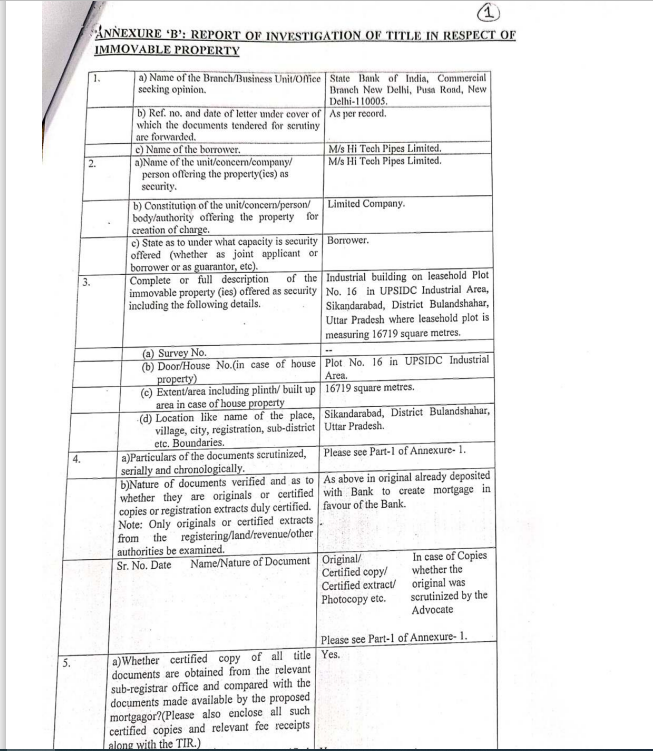 1
ANNEXURE 'B': REPORT OF INVESTIGATION OF TITLE IN RESPECT OF
IMMOVABLE PROPERTY
1.
a) Name of the Branch/Business Unit/Office
seeking opinion.
State Bank of India, Commercial
Branch New Delhi, Pusa Road, New
Delhi-110005.
b) Ref. no. and date of letter under cover of
which the documents tendered for scrutiny
are forwarded.
As per record.
c) Name of the borrower.
M/s Hi Tech Pipes Limited.
2.
a)Name of the unit/concern/company/
person offering the property(ies) as
security.
M/s Hi Tech Pipes Limited.
b) Constitution of the unit/concern/person/
body/authority offering the property for
creation of charge.
Limited Company.
c) State as to under what capacity is security
offered (whether as joint applicant or
borrower or as guarantor, etc).
Borrower.
3.
Complete or full description of the
immovable property (ies) offered as security
including the following details.
Industrial building on leasehold Plot
No. 16 in UPSIDC Industrial Area,
Sikandarabad, District Bulandshahar,
Uttar Pradesh where leasehold plot is
measuring 16719 square metres.
(a) Survey No.
--
(b) Door/House No.(in case of house
property)
Plot No. 16 in UPSIDC Industrial
Area.
(c) Extent/area including plinth/ built up
area in case of house property
16719 square metres.
(d) Location like name of the place,
village, city, registration, sub-district
etc. Boundaries.
Sikandarabad, District Bulandshahar,
Uttar Pradesh.
4.
a)Particulars of the documents scrutinized,
serially and chronologically.
Please see Part-1 of Annexure- 1.
b)Nature of documents verified and as to
whether they are originals or certified
copies or registration extracts duly certified.
Note: Only originals or certified extracts
from the registering/land/revenue/other
authorities be examined.
As above in original already deposited
with Bank to create mortgage in
favour of the Bank.
Sr. No. Date Name/Nature of Document
Original/
Certified copy/
Certified extract/
Photocopy etc.
In case of Copies
whether the
original was
scrutinized by the
Advocate
Please see Part-1 of Annexure- 1.
5.
a)Whether certified copy of all title
documents are obtained from the relevant
sub-registrar office and compared with the
documents made available by the proposed
mortgagor?(Please also enclose all such
certified copies and relevant fee receipts
along with the TIR.)
Yes.